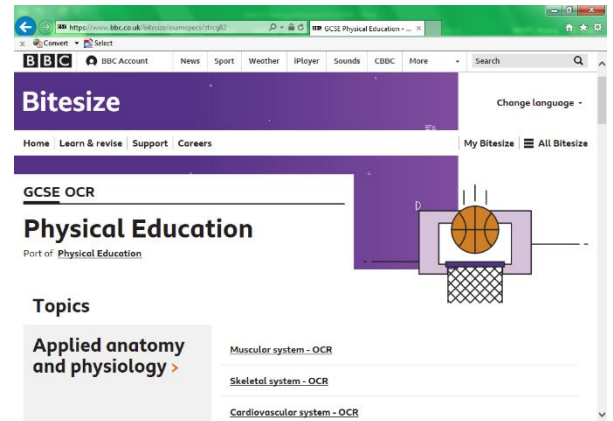 https://www.bbc.co.uk/bitesize/examspecs/
GCSE Physical Education - ...
x Convert Select
BBC BBC Account News Sport Weather iPlayer Sounds CBBC More Search
Bitesize
Change language
Home Learn & revise Support Careers My Bitesize All Bitesize
GCSE OCR
Physical Education
Part of Physical Education
Topics
Applied anatomy
and physiology >
Muscular system - OCR
Skeletal system - OCR
Cardiovascular system - OCR